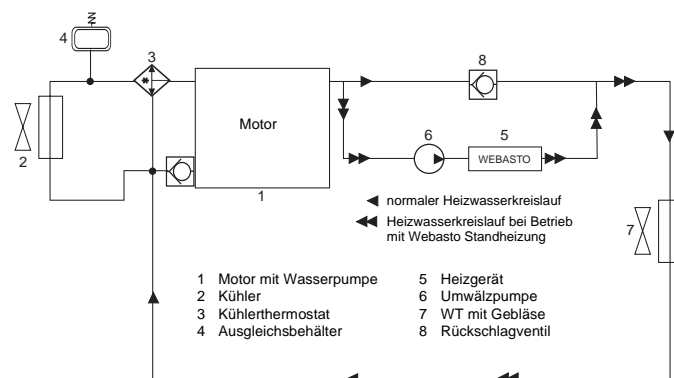 4
3
8
Motor
6
5
WEBASTO
2
1
7
normaler Heizwasserkreislauf
Heizwasserkreislauf bei Betrieb
mit Webasto Standheizung
1 Motor mit Wasserpumpe
2 Kühler
3 Kühlerthermostat
4 Ausgleichsbehälter
5 Heizgerät
6 Umwälzpumpe
7 WT mit Gebläse
8 Rückschlagventil